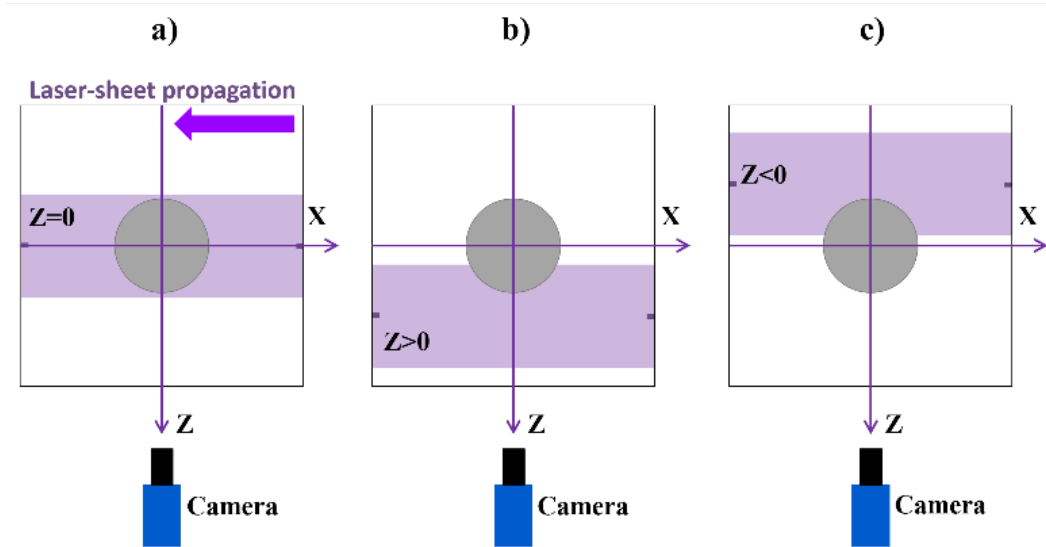 a)
b)
c)
Laser-sheet propagation
Z=0
X
Z>0
X
Z<0
X
Z
Z
Z
Camera
Camera
Camera